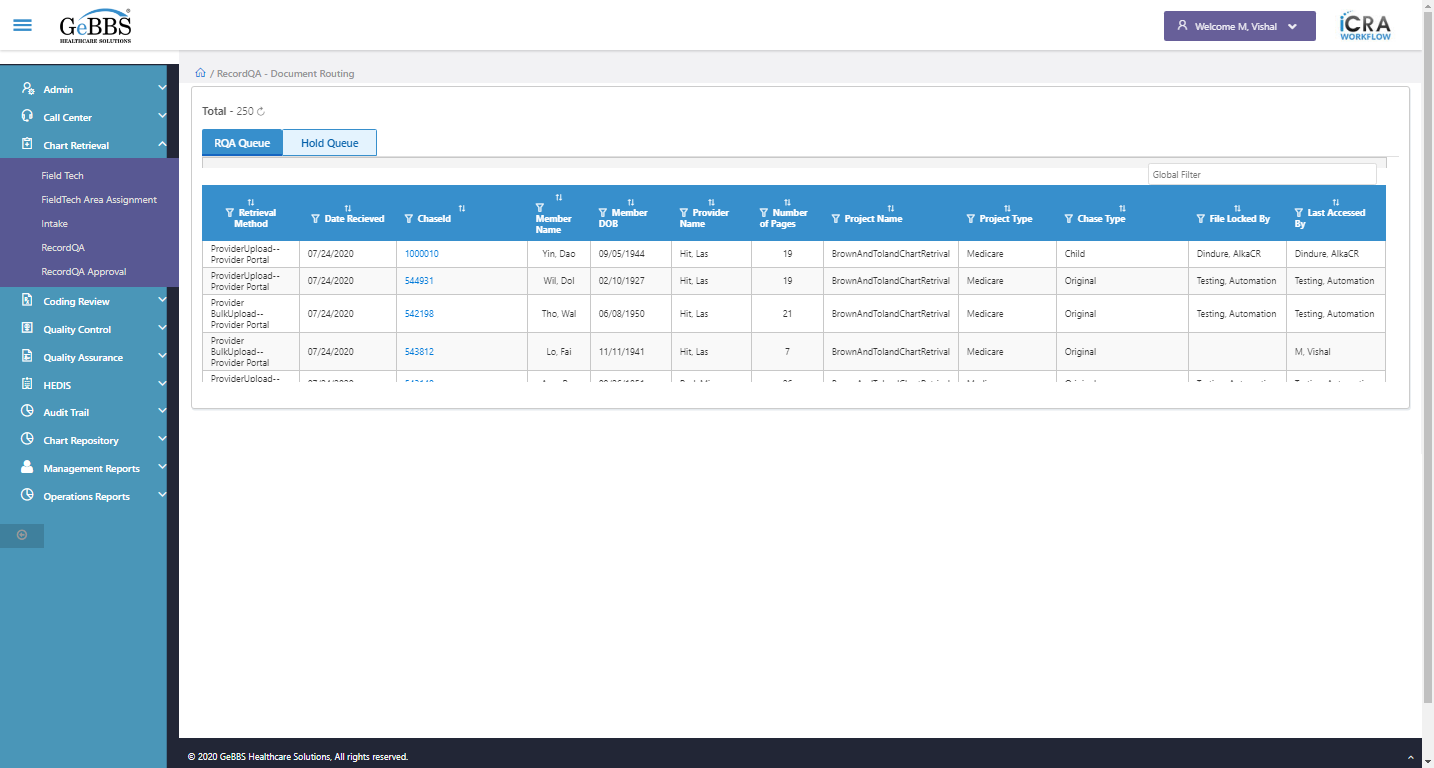 GeBBS
HEALTHCARE SOLUTIONS
Welcome M, Vishal
iCRA
WORKFLOW
/ RecordQA - Document Routing
Admin
Call Center
Chart Retrieval
Field Tech
FieldTech Area Assignment
Intake
RecordQA
RecordQA Approval
Coding Review
Quality Control
Quality Assurance
HEDIS
Audit Trail
Chart Repository
Management Reports
Operations Reports
Total - 250
RQA Queue Hold Queue
Global Filter
Retrieval Method Date Recieved ChaseId Member Name Member DOB Provider Name Number of Pages Project Name Project Type Chase Type File Locked By Last Accessed By
ProviderUpload--
Provider Portal 07/24/2020 1000010 Yin, Dao 09/05/1944 Hit, Las 19 BrownAndTolandChartRetrival Medicare Child Dindure, AlkaCR Dindure, AlkaCR
ProviderUpload--
Provider Portal 07/24/2020 544931 Wil, Dol 02/10/1927 Hit, Las 19 BrownAndTolandChartRetrival Medicare Original Testing, Automation Testing, Automation
Provider
BulkUpload--
Provider Portal 07/24/2020 542198 Tho, Wal 06/08/1950 Hit, Las 21 BrownAndTolandChartRetrival Medicare Original Testing, Automation Testing, Automation
Provider
BulkUpload--
Provider Portal 07/24/2020 543812 Lo, Fai 11/11/1941 Hit, Las 7 BrownAndTolandChartRetrival Medicare Original M, Vishal
ProviderUpload--
© 2020 GeBBS Healthcare Solutions, All rights reserved.